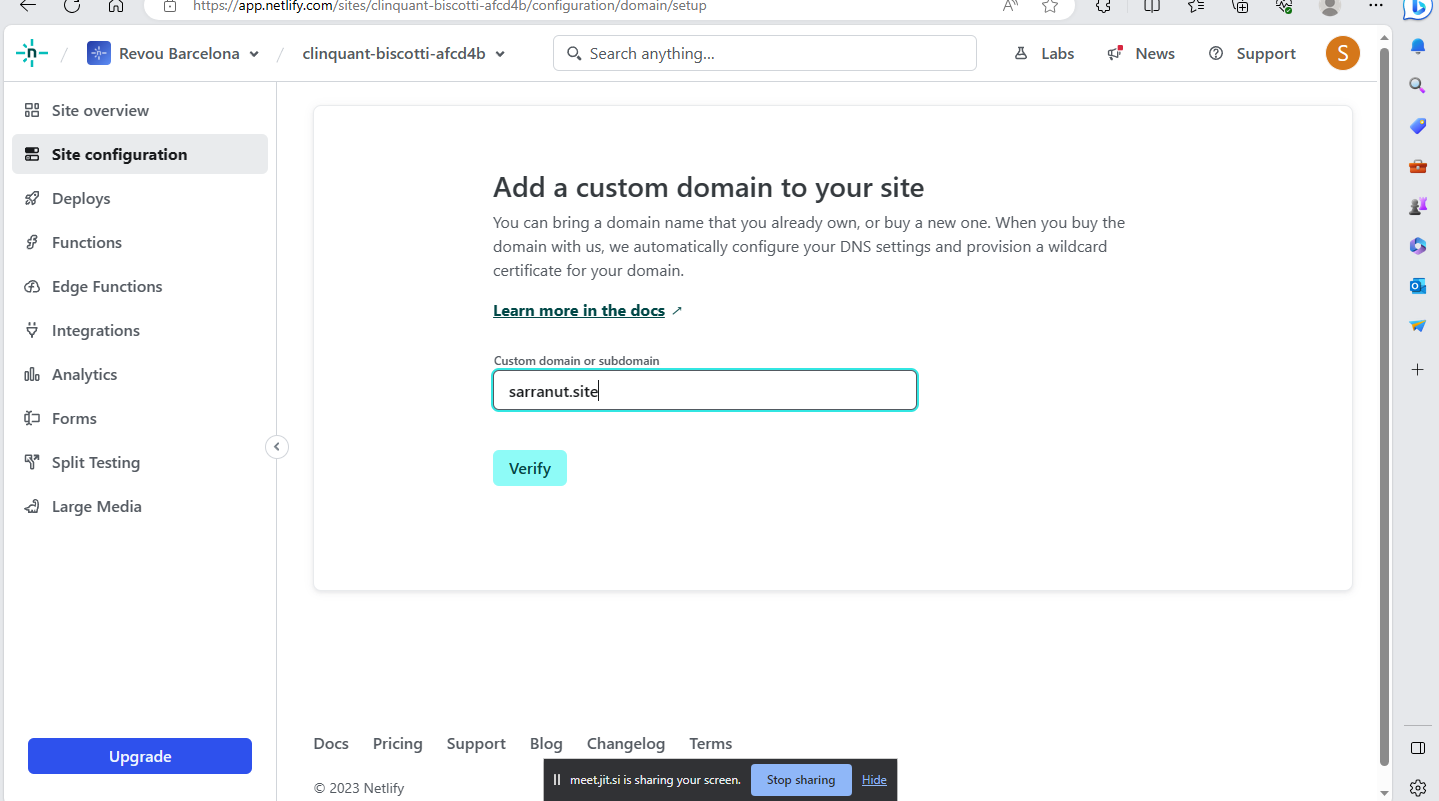 https://app.netlify.com/sites/clinquant-biscotti-afcd4b/configuration/domain/setup
n
Revou Barcelona
clinquant-biscotti-afcd4b
Search anything...
Labs
News
Support
S
Site overview
Site configuration
Deploys
Functions
Edge Functions
Integrations
Analytics
Forms
Split Testing
Large Media
Upgrade
Add a custom domain to your site
You can bring a domain name that you already own, or buy a new one. When you buy the
domain with us, we automatically configure your DNS settings and provision a wildcard
certificate for your domain.
Learn more in the docs
Custom domain or subdomain
sarranut.site
Verify
Docs
Pricing
Support
Blog
Changelog
Terms
© 2023 Netlify
meet.jit.si is sharing your screen.
Stop sharing
Hide